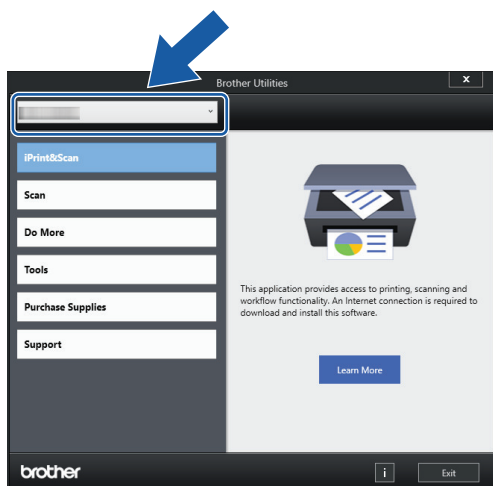 Brother Utilities
x
iPrint&Scan
Scan
Do More
Tools
Purchase Supplies
Support
This application provides access to printing, scanning and
workflow functionality. An Internet connection is required to
download and install this software.
Learn More
brother
i
Exit